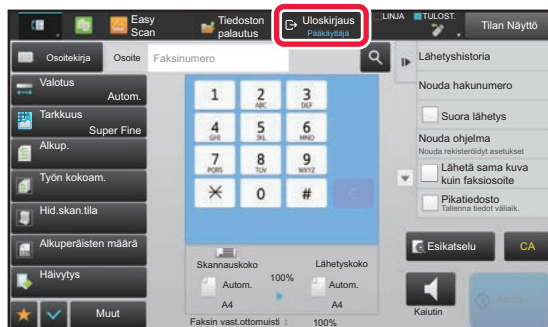 Easy
Scan
Tiedoston
palautus
Uloskirjaus
Pääkäyttäjä
LINJA
TULOST.
Tilan Näyttö
Osoitekirja
Osoite
Faksinumero
Valotus
Autom.
Tarkkuus
Super Fine
Alkup.
Työn kokoam.
Hid.skan.tila
Alkuperäisten määrä
Häivytys
Muut
1
2
ABC
3
DEF
4
GHI
5
JKL
6
MNO
7
PQRS
8
TUV
9
WXYZ
0
#
C
Skannauskoko
Autom.
A4
100%
Lähetyskoko
Autom.
A4
Faksin vast.ottomuisti :
100%
Lähetyshistoria
Nouda hakunumero
Suora lähetys
Nouda ohjelma
Nouda rekisteröidyt asetukset
Lähetä sama kuva
kuin faksiosoite
Pikatiedosto
Tallenna tiedot väliaik.
Esikatselu
CA
Kaiutin
Aloita